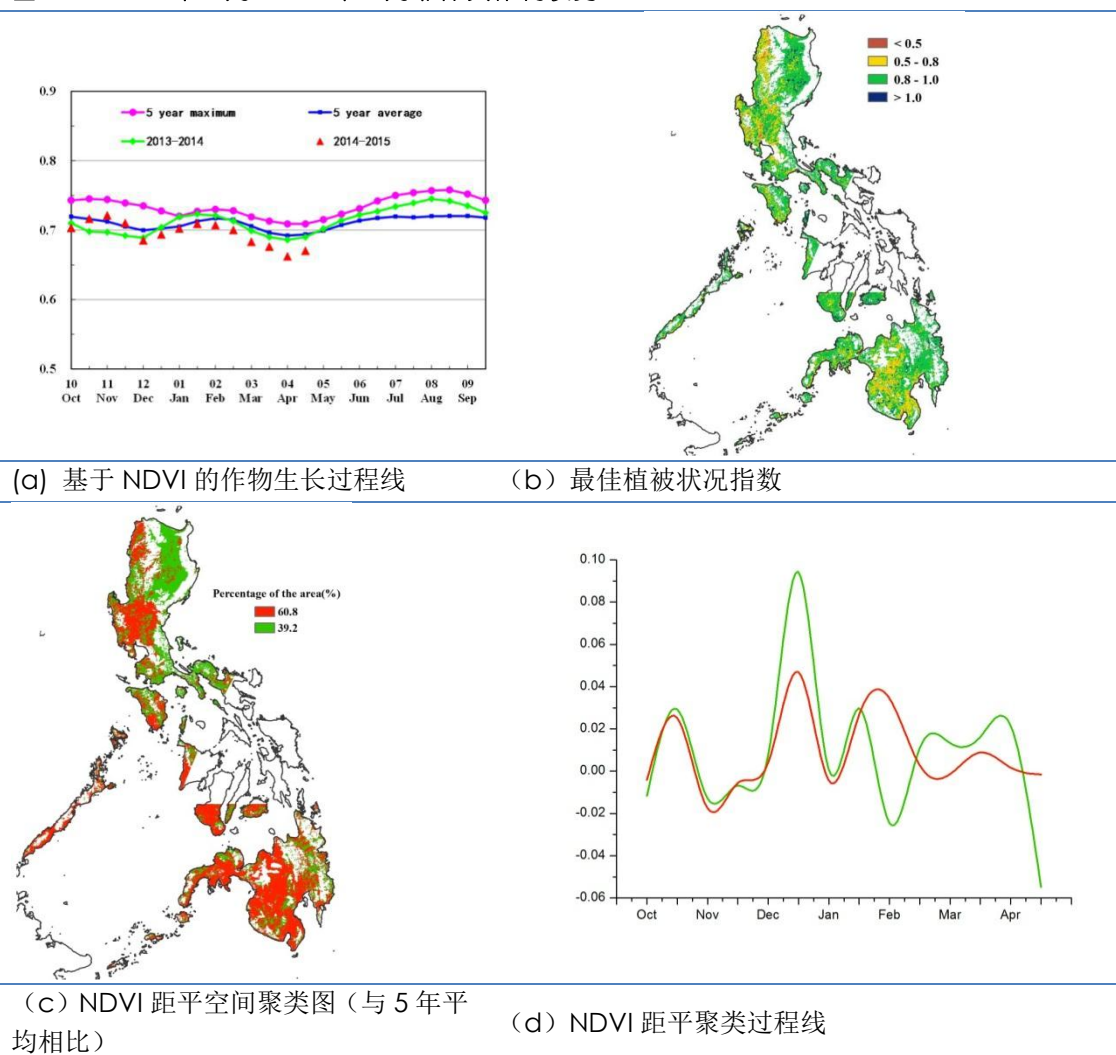 < 0.5
0.5 - 0.8
0.8 - 1.0
> 1.0
0.9
0.8
0.7
0.6
0.5
5 year maximum
5 year average
2013-2014
2014-2015
10 11 12 01 02 03 04 05 06 07 08 09
Oct Nov Dec Jan Feb Mar Apr May Jun Jul Aug Sep
(a) 基于 NDVI 的作物生长过程线
（b）最佳植被状况指数
Percentage of the area(%)
60.8
39.2
0.10
0.08
0.06
0.04
0.02
0.00
-0.02
-0.04
-0.06
Oct Nov Dec Jan Feb Mar Apr
（c）NDVI 距平空间聚类图（与 5 年平
均相比）
（d）NDVI 距平聚类过程线